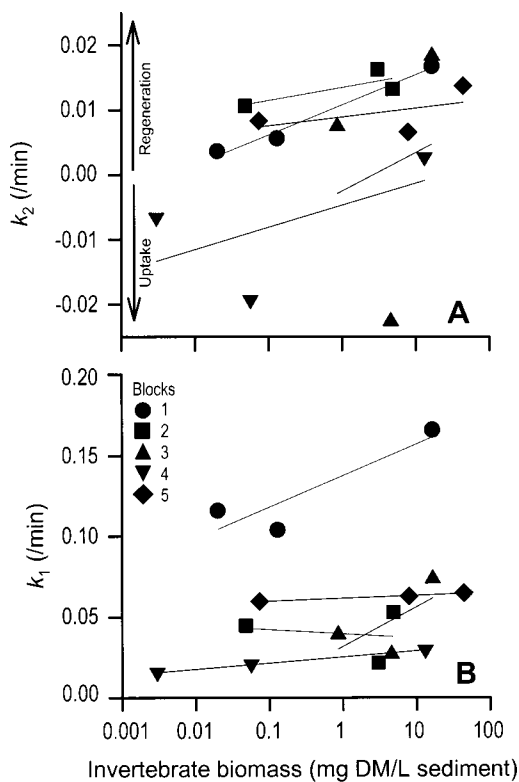 0.02
0.01
0.00
-0.01
-0.02
k2 (/min)
Regeneration
Uptake
A
0.20
0.15
0.10
0.05
0.00
k1 (/min)
Blocks
1
2
3
4
5
B
0.001 0.01 0.1 1 10 100
Invertebrate biomass (mg DM/L sediment)